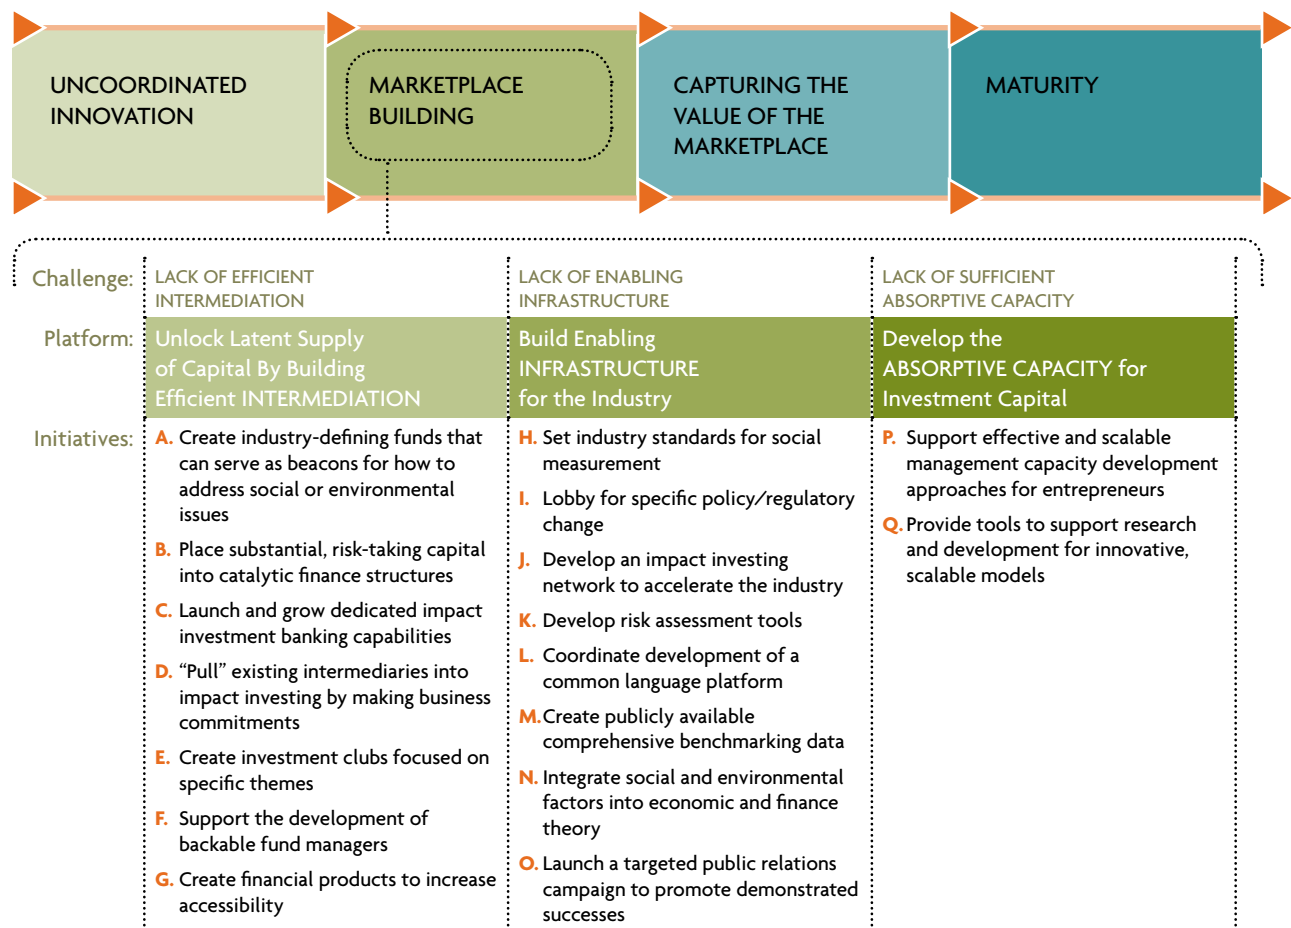 UNCOORDINATED
INNOVATION
MARKETPLACE
BUILDING
CAPTURING THE
VALUE OF THE
MARKETPLACE
MATURITY
Challenge:
LACK OF EFFICIENT
INTERMEDIATION
LACK OF ENABLING
INFRASTRUCTURE
LACK OF SUFFICIENT
ABSORPTIVE CAPACITY
Platform:
Unlock Latent Supply
of Capital By Building
Efficient INTERMEDIATION
Build Enabling
INFRASTRUCTURE
for the Industry
Develop the
ABSORPTIVE CAPACITY for
Investment Capital
Initiatives:
A. Create industry-defining funds that
can serve as beacons for how to
address social or environmental
issues
B. Place substantial, risk-taking capital
into catalytic finance structures
C. Launch and grow dedicated impact
investment banking capabilities
D. “Pull” existing intermediaries into
impact investing by making business
commitments
E. Create investment clubs focused on
specific themes
F. Support the development of
backable fund managers
G. Create financial products to increase
accessibility
H. Set industry standards for social
measurement
I. Lobby for specific policy/regulatory
change
J. Develop an impact investing
network to accelerate the industry
K. Develop risk assessment tools
L. Coordinate development of a
common language platform
M. Create publicly available
comprehensive benchmarking data
N. Integrate social and environmental
factors into economic and finance
theory
O. Launch a targeted public relations
campaign to promote demonstrated
successes
P. Support effective and scalable
management capacity development
approaches for entrepreneurs
Q. Provide tools to support research
and development for innovative,
scalable models